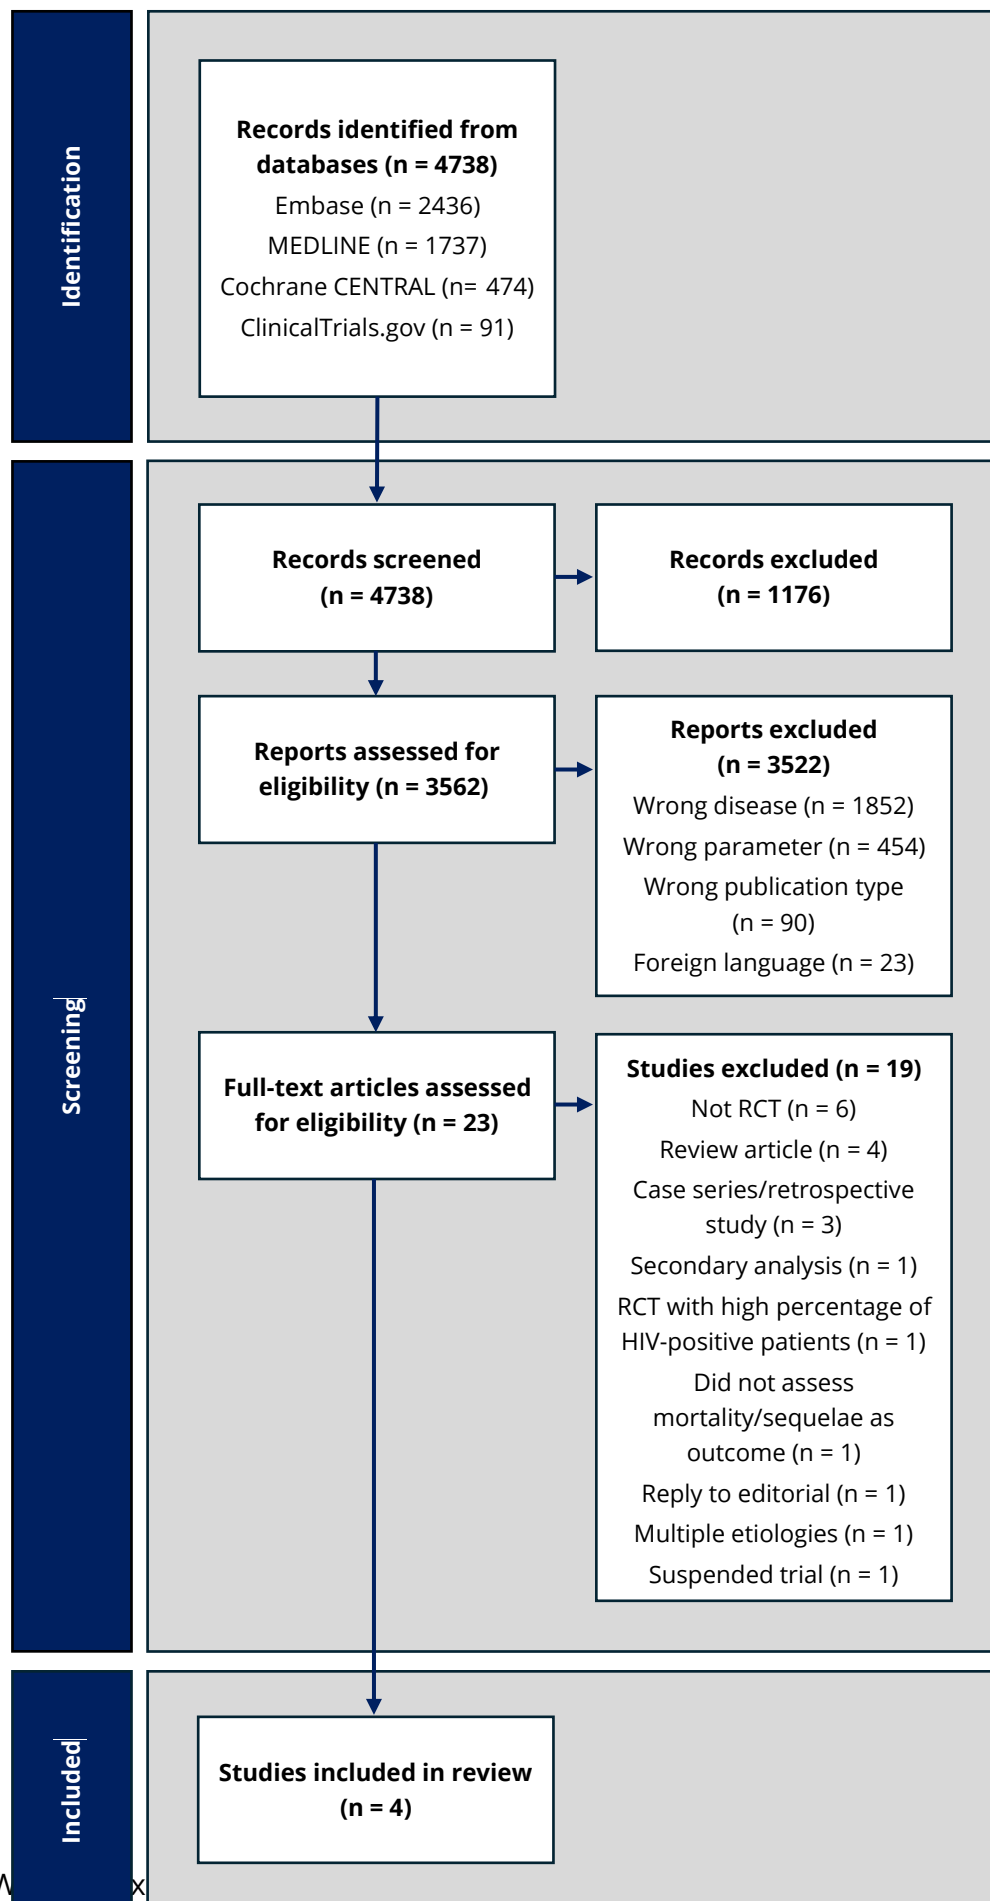 Identification
Records identified from
databases (n = 4738)
Embase (n = 2436)
MEDLINE (n = 1737)
Cochrane CENTRAL (n= 474)
ClinicalTrials.gov (n = 91)
Screening
Records screened
(n = 4738)
Records excluded
(n = 1176)
Reports assessed for
eligibility (n = 3562)
Reports excluded
(n = 3522)
Wrong disease (n = 1852)
Wrong parameter (n = 454)
Wrong publication type
(n = 90)
Foreign language (n = 23)
Full-text articles assessed
for eligibility (n = 23)
Studies excluded (n = 19)
Not RCT (n = 6)
Review article (n = 4)
Case series/retrospective
study (n = 3)
Secondary analysis (n = 1)
RCT with high percentage of
HIV-positive patients (n = 1)
Did not assess
mortality/sequelae as
outcome (n = 1)
Reply to editorial (n = 1)
Multiple etiologies (n = 1)
Suspended trial (n = 1)
Included
Studies included in review
(n = 4)